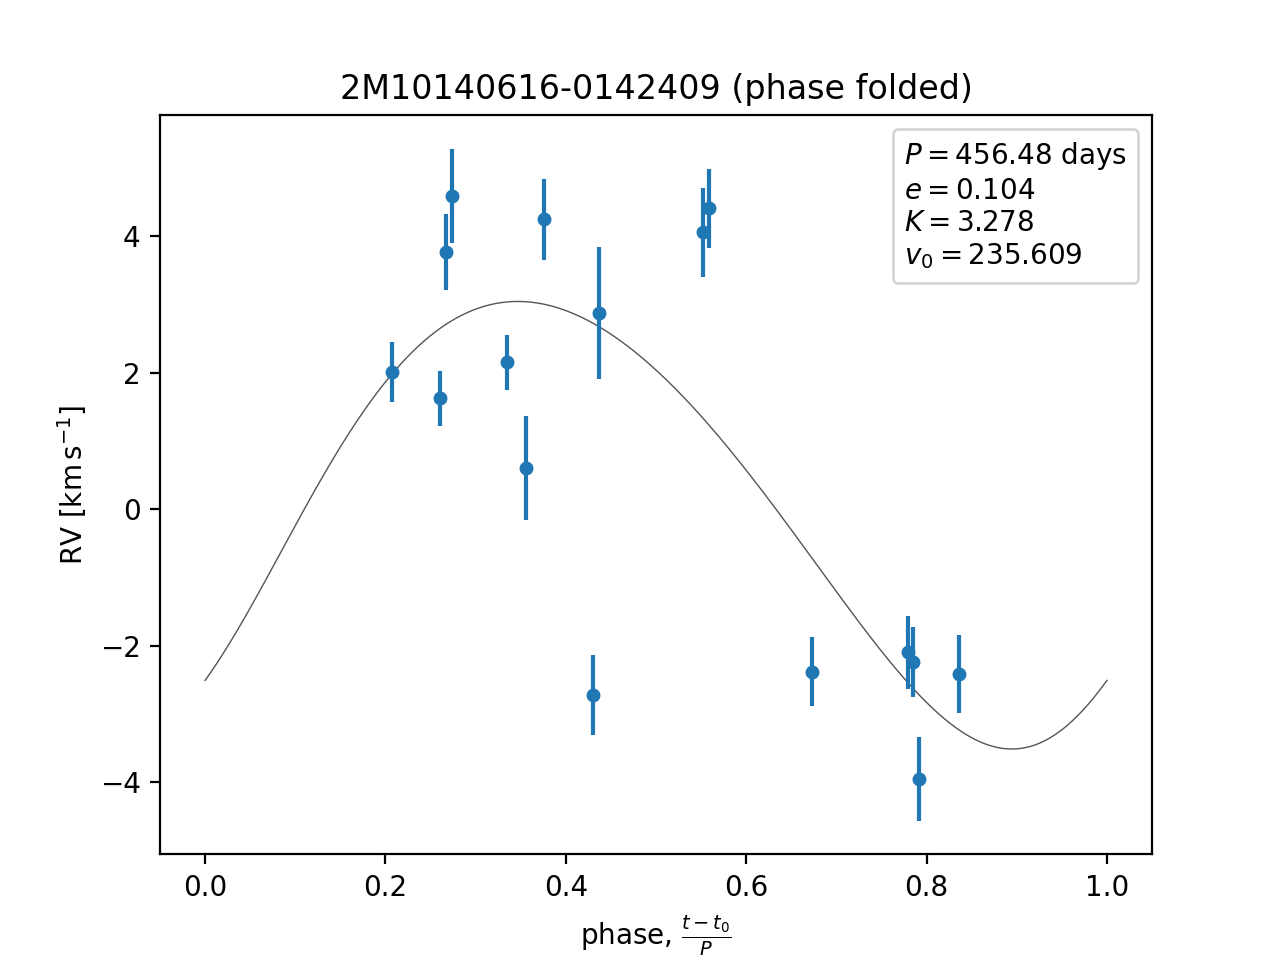 2M10140616-0142409 (phase folded)
P = 456.48 days
e = 0.104
K = 3.278
v₀ = 235.609
RV [km s⁻¹]
4
2
0
−2
−4
0.0 0.2 0.4 0.6 0.8 1.0
phase, (t − t₀)/P